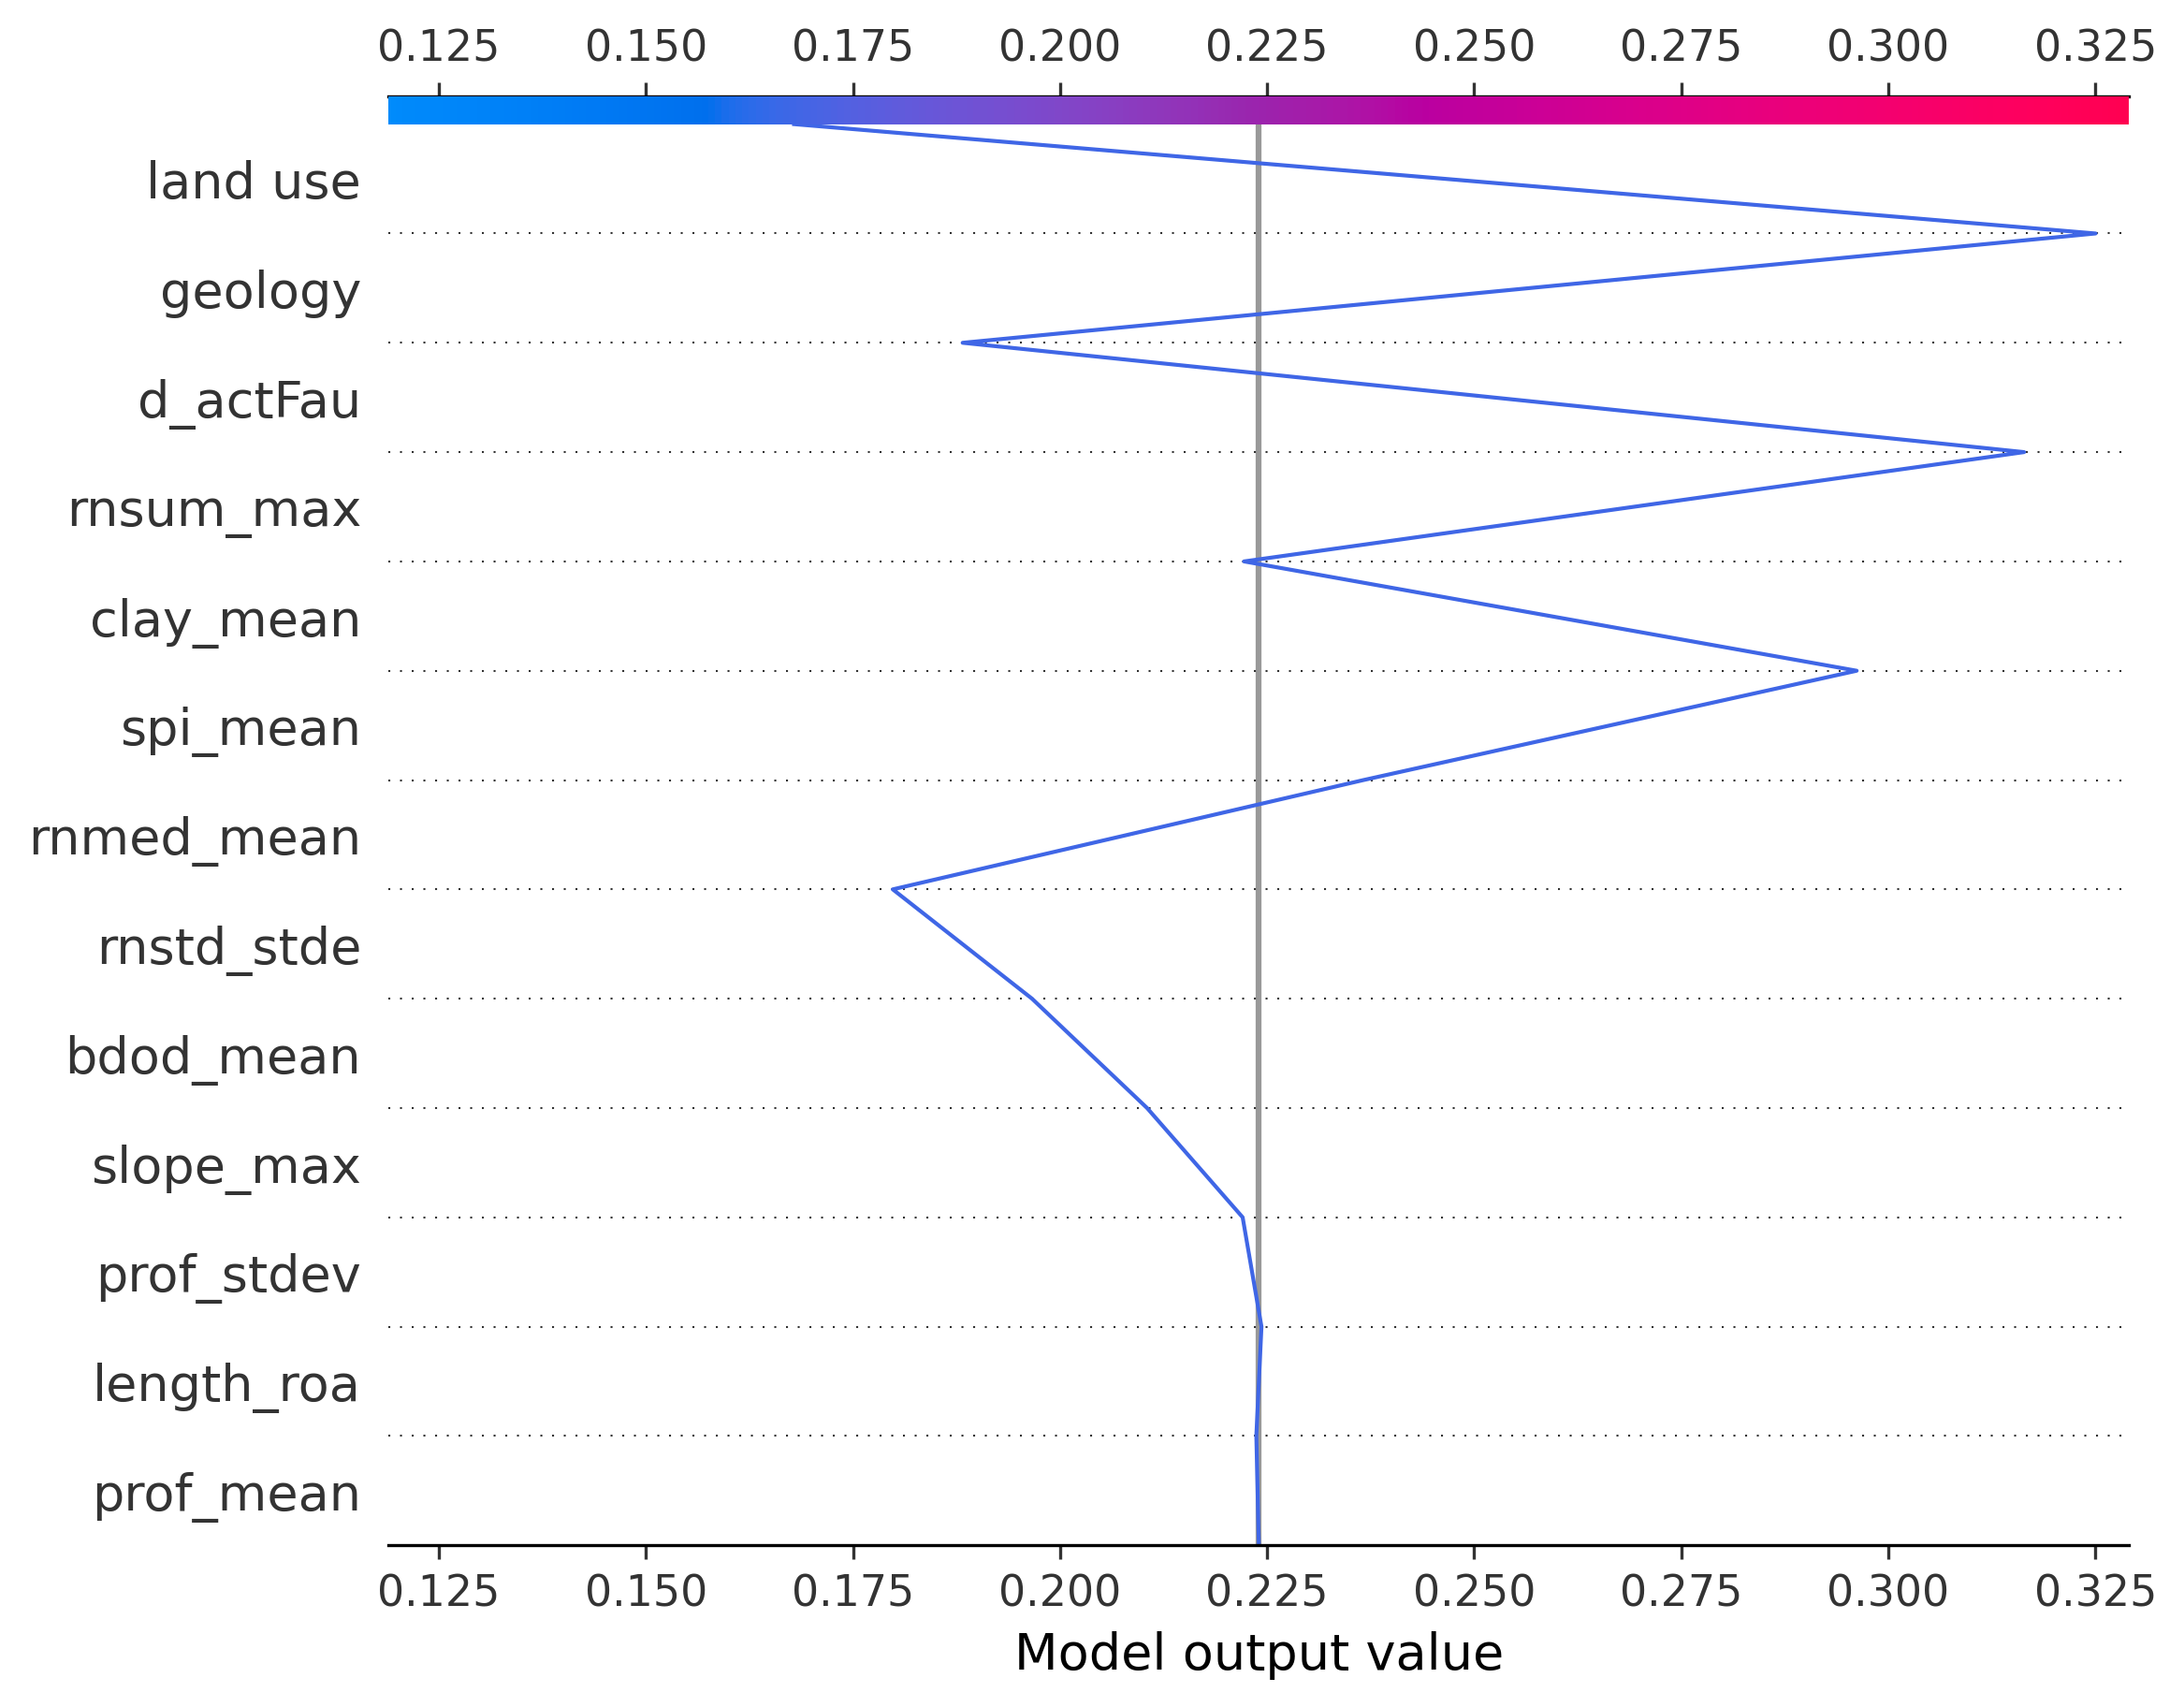 0.125 0.150 0.175 0.200 0.225 0.250 0.275 0.300 0.325
land use
geology
d_actFau
rnsum_max
clay_mean
spi_mean
rnmed_mean
rnstd_stde
bdod_mean
slope_max
prof_stdev
length_roa
prof_mean
0.125 0.150 0.175 0.200 0.225 0.250 0.275 0.300 0.325
Model output value